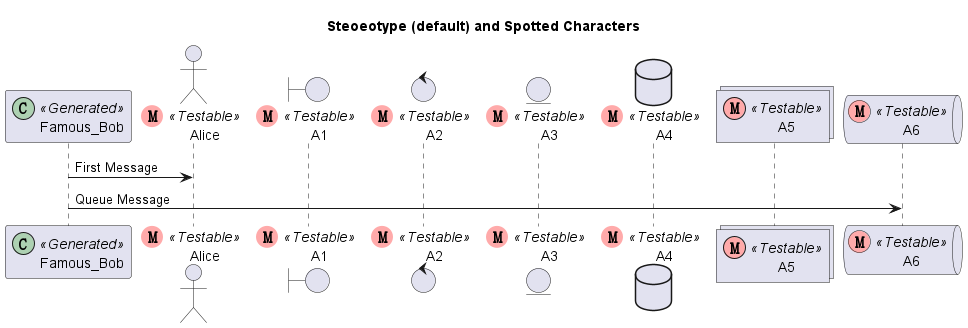 Steoeotype (default) and Spotted Characters
C «Generated»
Famous_Bob
M «Testable»
Alice
M «Testable»
A1
M «Testable»
A2
M «Testable»
A3
M «Testable»
A4
M «Testable»
A5
M «Testable»
A6
First Message
Queue Message
C «Generated»
Famous_Bob
M «Testable»
Alice
M «Testable»
A1
M «Testable»
A2
M «Testable»
A3
M «Testable»
A4
M «Testable»
A5
M «Testable»
A6